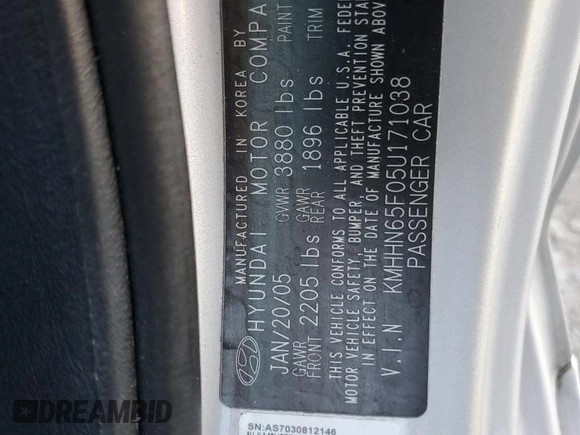 MANUFACTURED IN KOREA BY
HYUNDAI MOTOR COMPA
JAN/20/05 GVWR 3880 lbs PAINT
GAWR FRONT 2205 lbs GAWR REAR 1896 lbs TRIM
THIS VEHICLE CONFORMS TO ALL APPLICABLE U.S.A. FEDE
MOTOR VEHICLE SAFETY, BUMPER, AND THEFT PREVENTION STAN
IN EFFECT ON THE DATE OF MANUFACTURE SHOWN ABOV
V.I.N KMHHN65F05U171038
PASSENGER CAR
SN:AS7030812146
DREAMBID